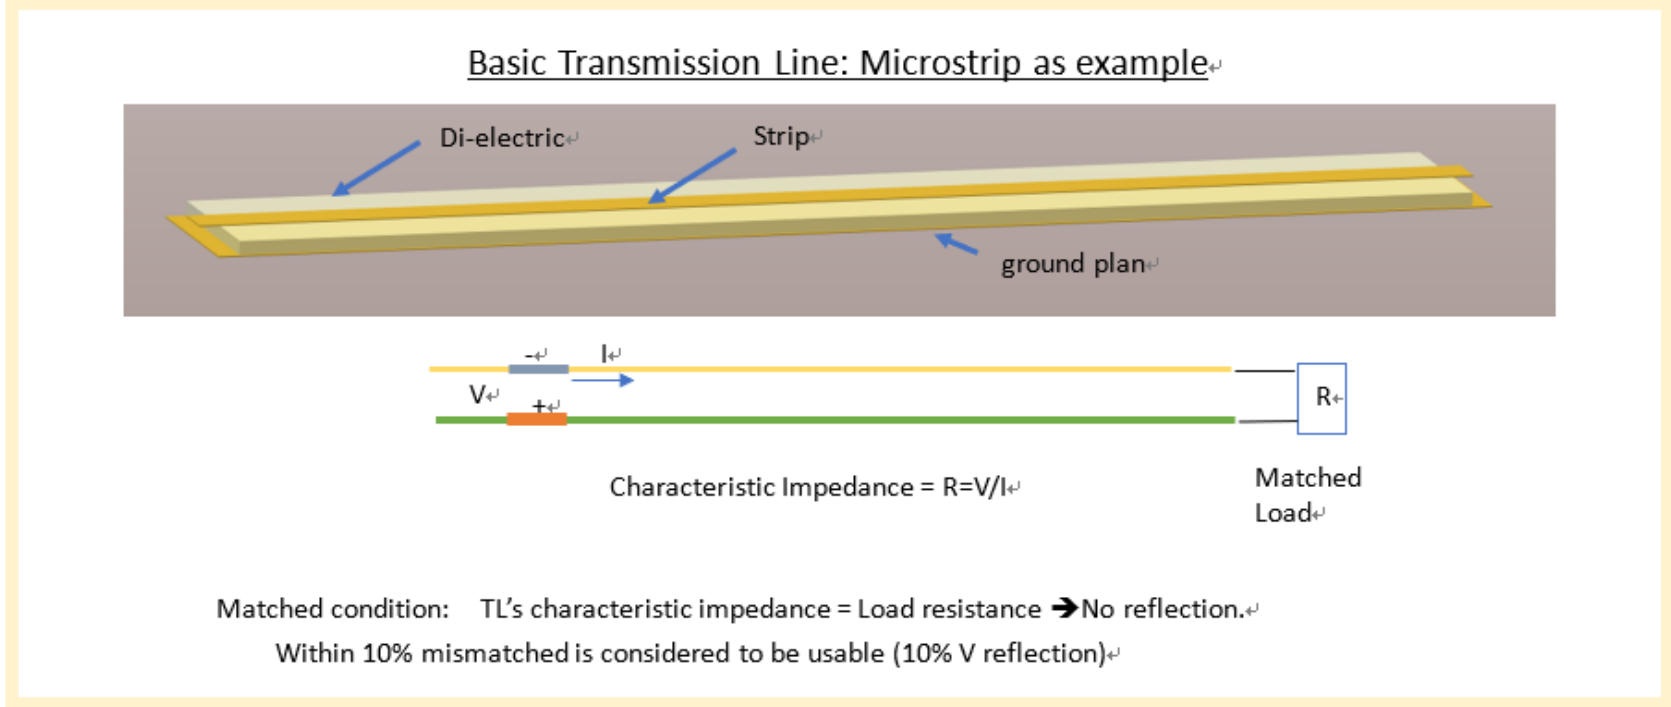 Basic Transmission Line: Microstrip as example
Di-electric
Strip
ground plan
-
I
V
+
R
Characteristic Impedance = R=V/I
Matched
Load
Matched condition: TL's characteristic impedance = Load resistance ➔No reflection.
Within 10% mismatched is considered to be usable (10% V reflection)